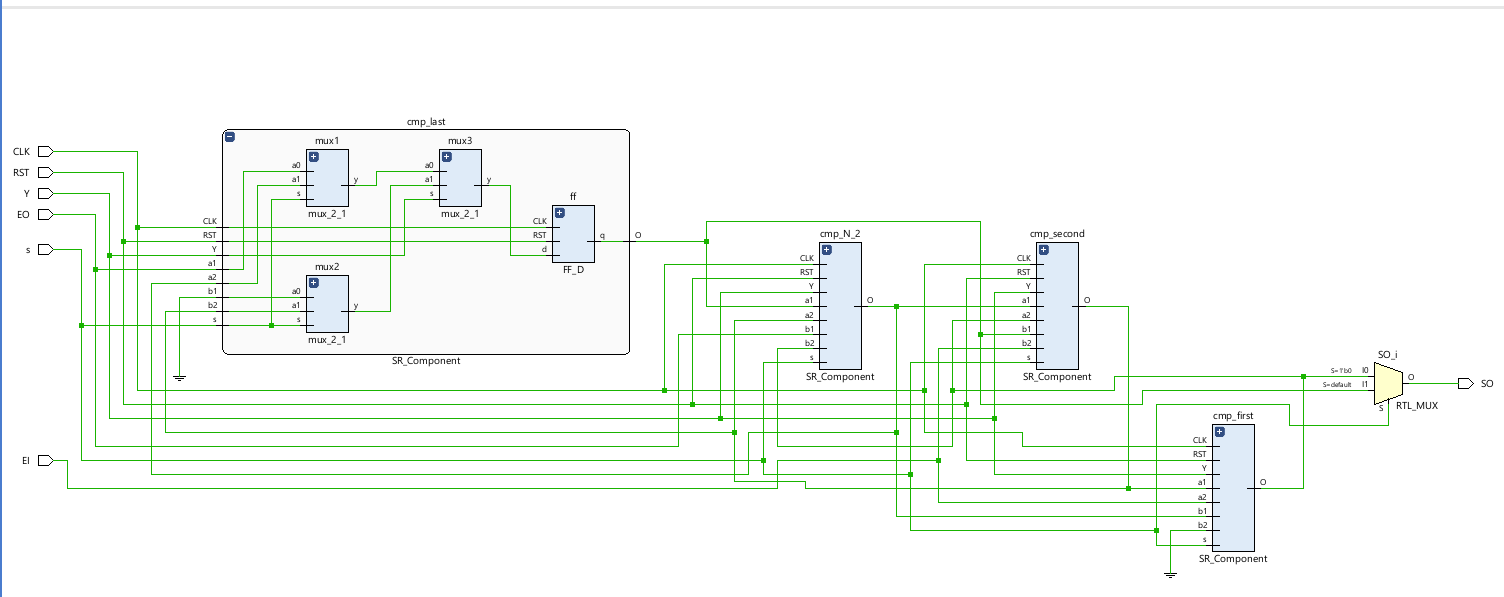 CLK
RST
Y
EO
s
EI
cmp_last
mux1
a0
a1
s
y
mux_2_1
mux3
a0
a1
s
y
mux_2_1
mux2
a0
a1
s
y
mux_2_1
ff
CLK
RST
d
q
FF_D
CLK
RST
Y
a1
a2
b1
b2
s
O
SR_Component
cmp_N_2
CLK
RST
Y
a1
a2
b1
b2
s
O
SR_Component
cmp_second
CLK
RST
Y
a1
a2
b1
b2
s
O
SR_Component
cmp_first
CLK
RST
Y
a1
a2
b1
b2
s
O
SR_Component
SO_i
S=1'b0 I0
S=default I1
S
O
RTL_MUX
SO